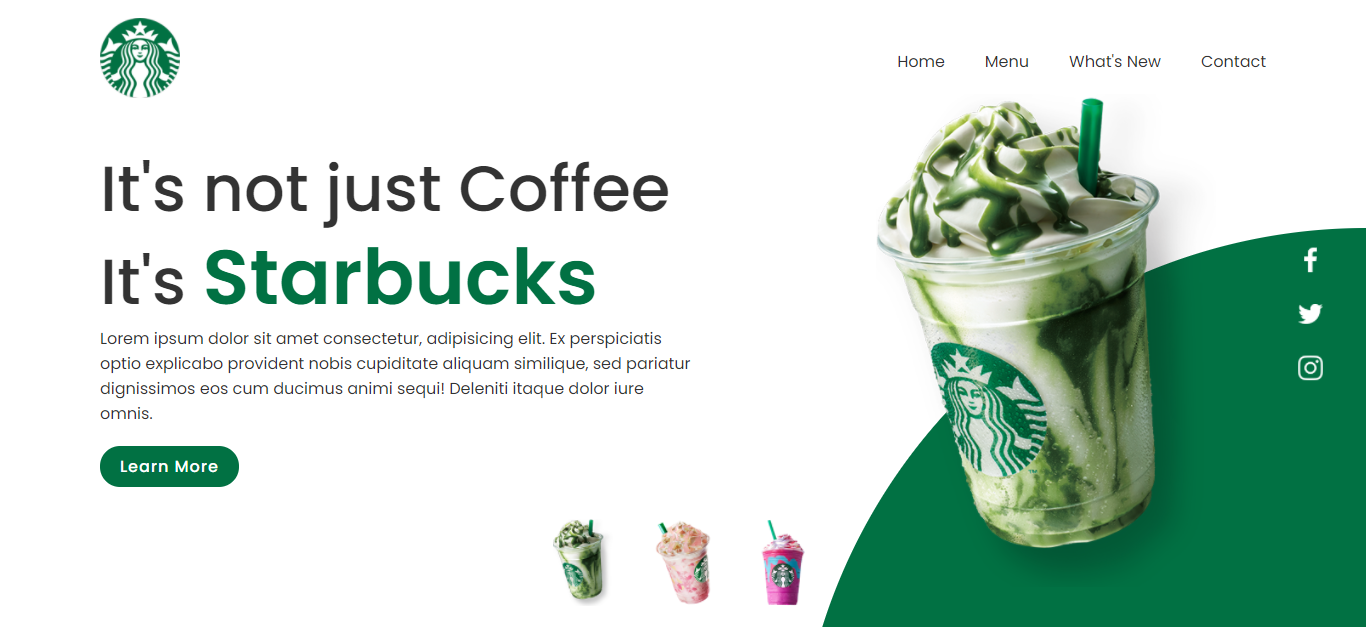 Home Menu What's New Contact
It's not just Coffee
It's Starbucks
Lorem ipsum dolor sit amet consectetur, adipisicing elit. Ex perspiciatis
optio explicabo provident nobis cupiditate aliquam similique, sed pariatur
dignissimos eos cum ducimus animi sequi! Deleniti itaque dolor iure
omnis.
Learn More